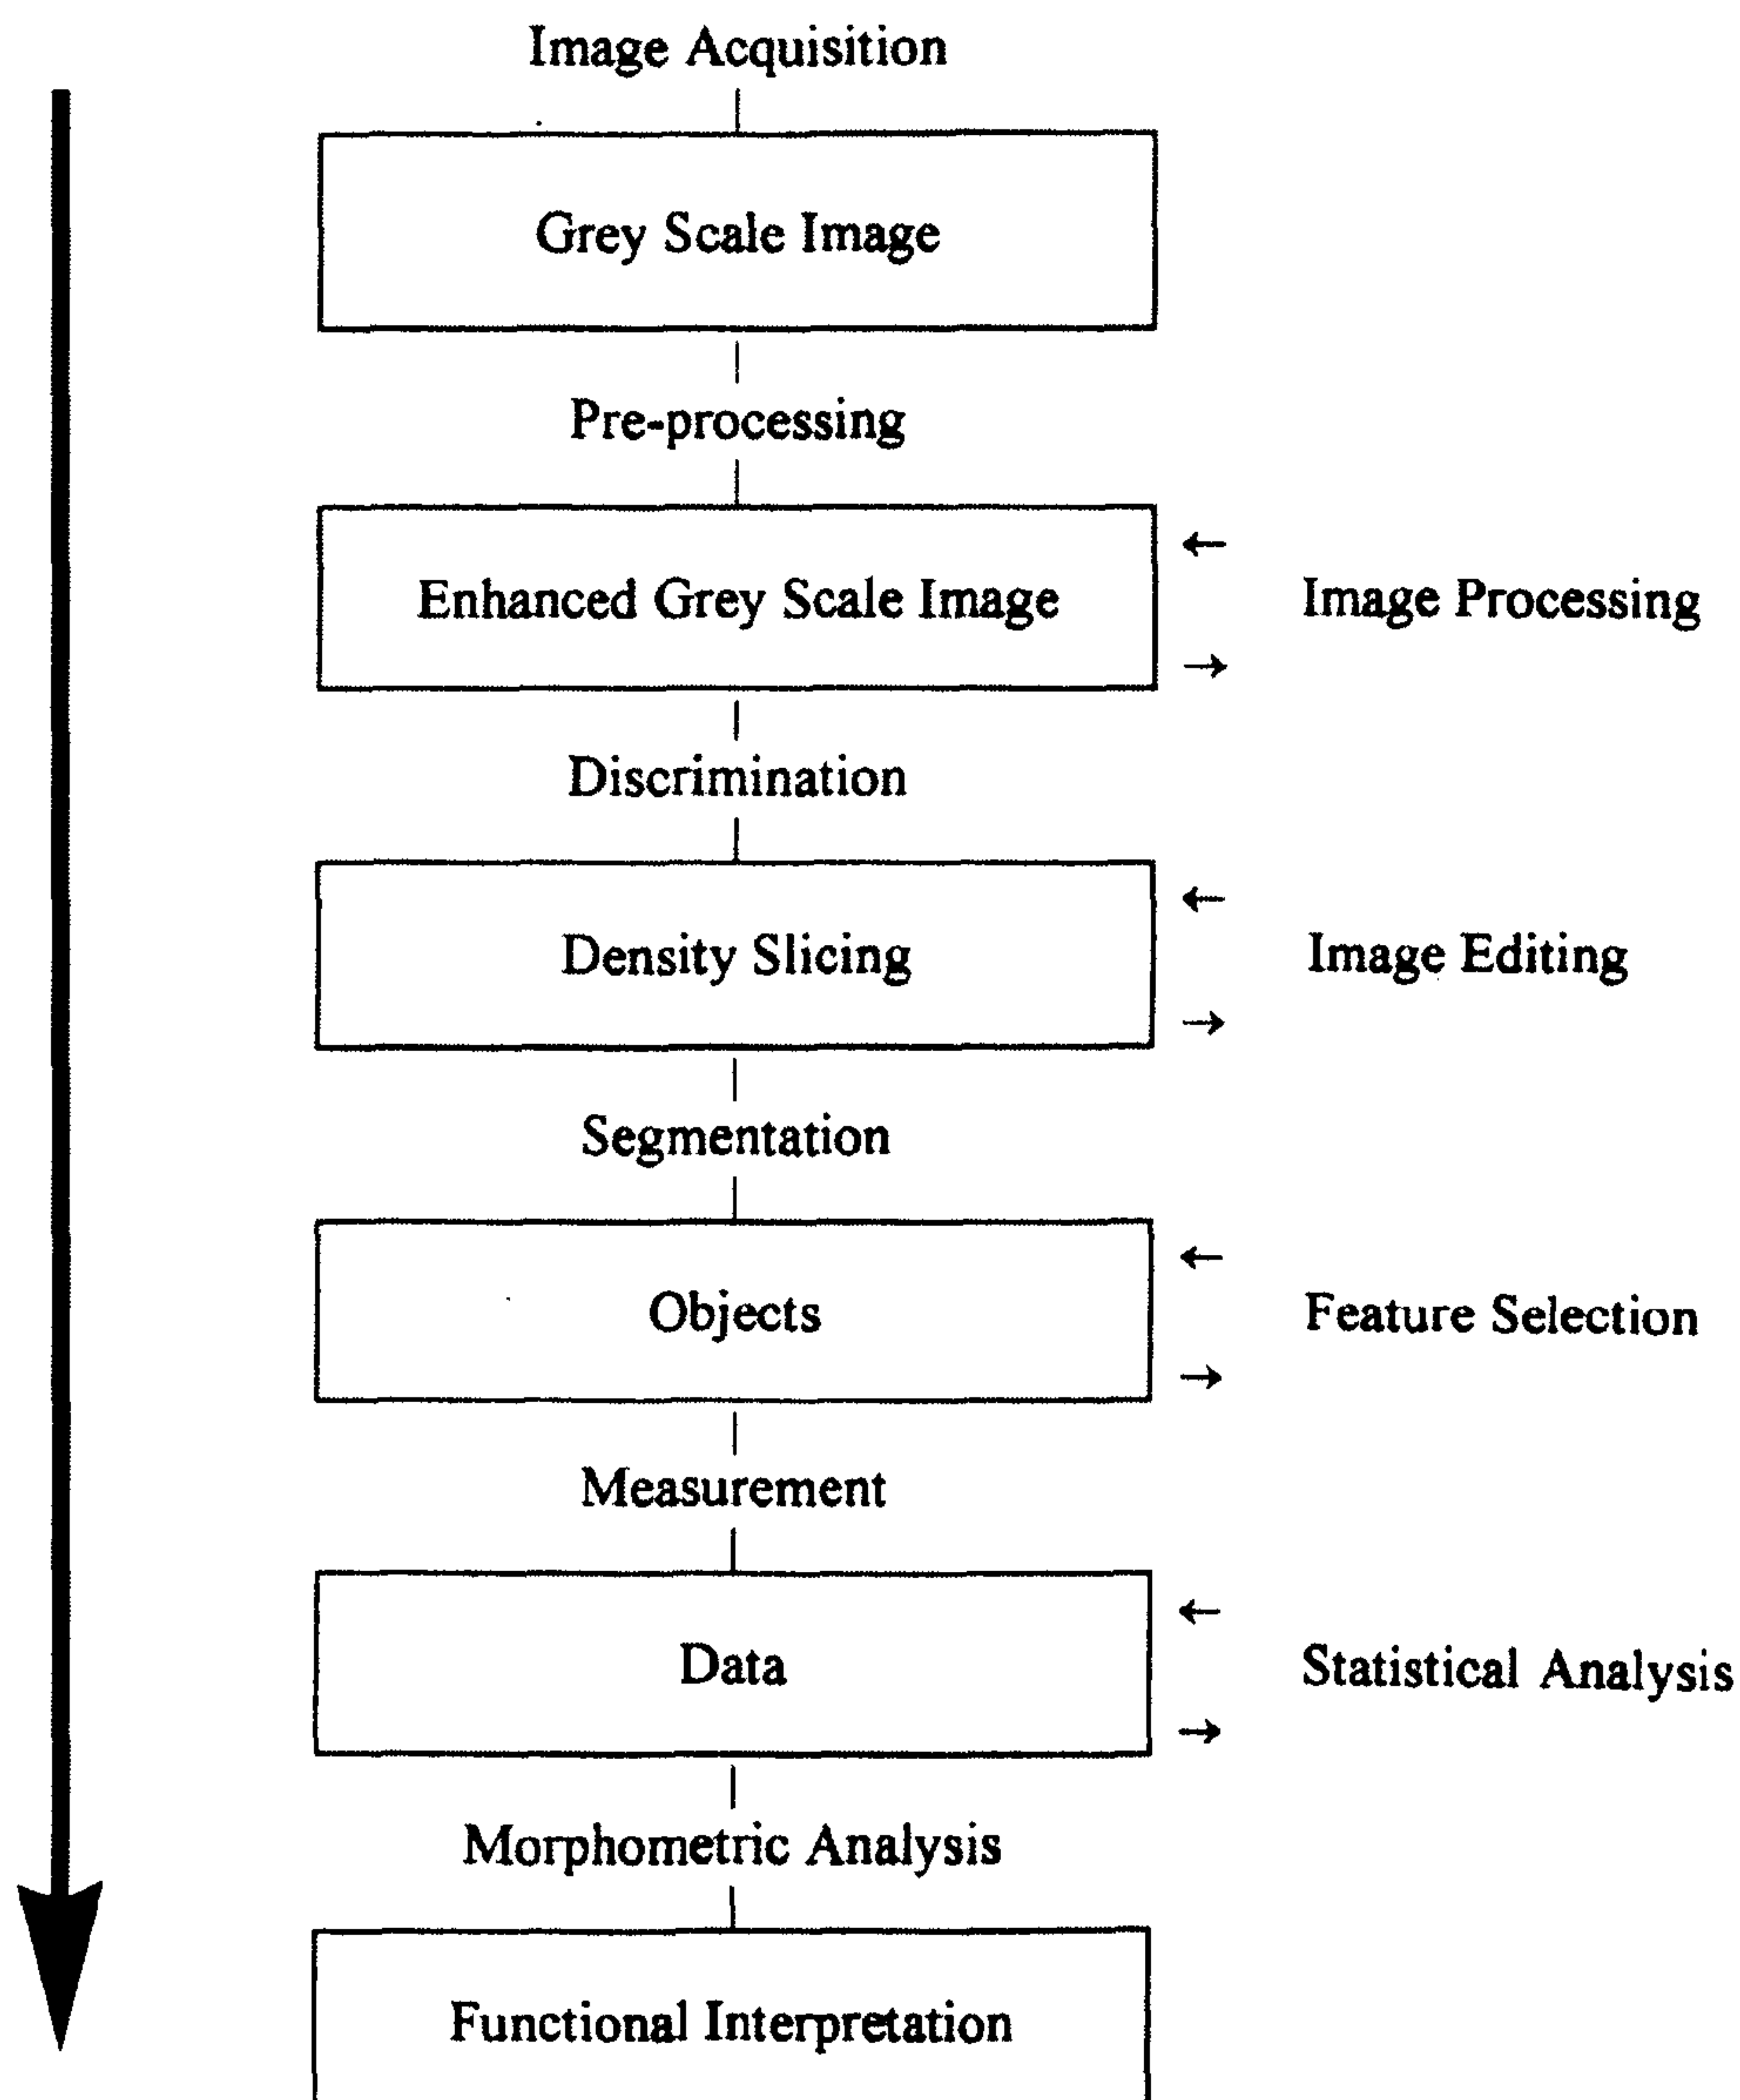 Image Acquisition
Grey Scale Image
Pre-processing
Enhanced Grey Scale Image
Image Processing
Discrimination
Density Slicing
Image Editing
Segmentation
Objects
Feature Selection
Measurement
Data
Statistical Analysis
Morphometric Analysis
Functional Interpretation